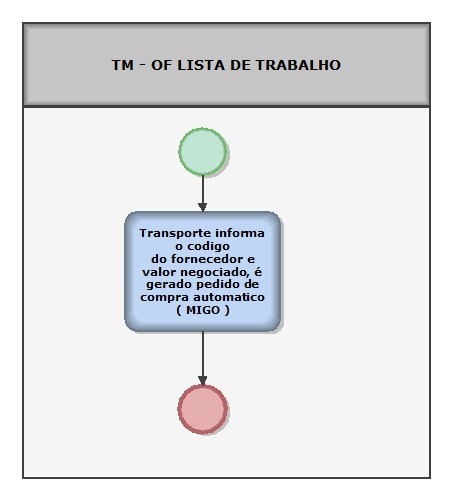 TM - OF LISTA DE TRABALHO
Transporte informa
o codigo
do fornecedor e
valor negociado, é
gerado pedido de
compra automatico
( MIGO )